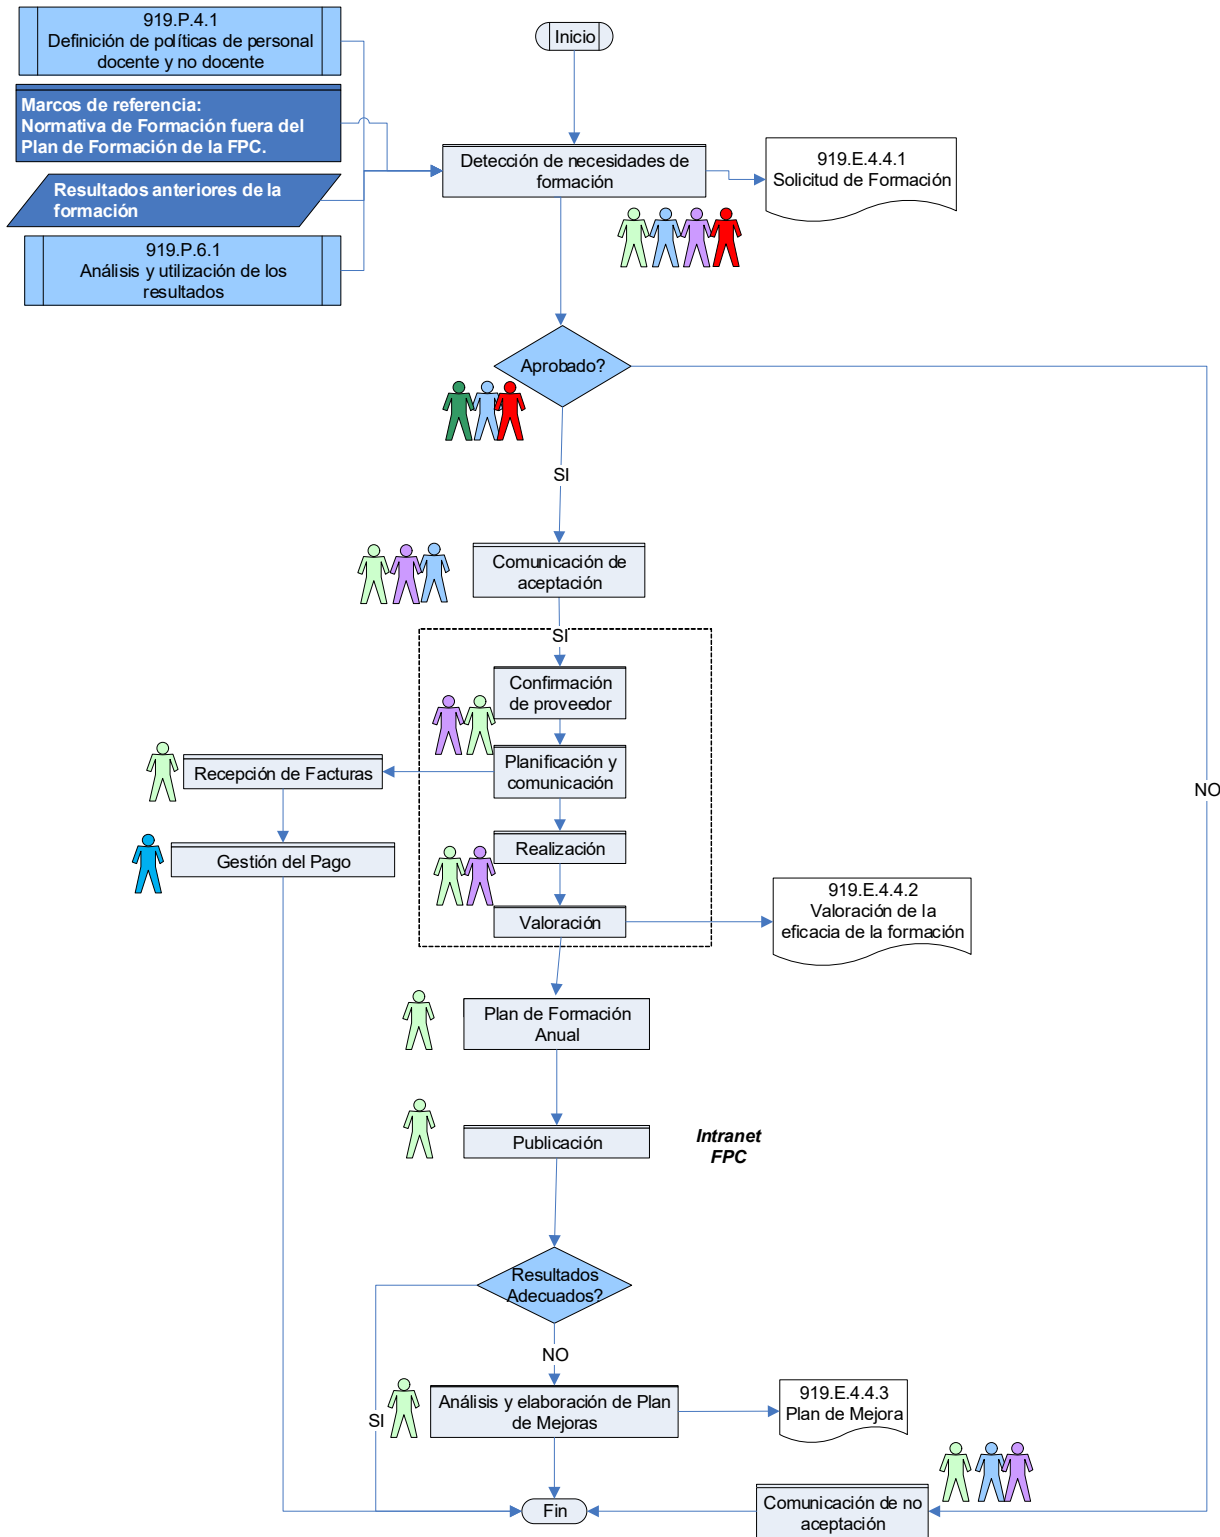 919.P.4.1
Definición de políticas de personal
docente y no docente
Inicio
Marcos de referencia:
Normativa de Formación fuera del
Plan de Formación de la FPC.
Detección de necesidades de
formación
919.E.4.4.1
Solicitud de Formación
Resultados anteriores de la
formación
919.P.6.1
Análisis y utilización de los
resultados
Aprobado?
SI
Comunicación de
aceptación
SI
Confirmación
de proveedor
Planificación y
comunicación
Recepción de Facturas
NO
Realización
Gestión del Pago
Valoración
919.E.4.4.2
Valoración de la
eficacia de la formación
Plan de Formación
Anual
Publicación
Intranet
FPC
Resultados
Adecuados?
NO
Análisis y elaboración de Plan
de Mejoras
919.E.4.4.3
Plan de Mejora
SI
Fin
Comunicación de no
aceptación